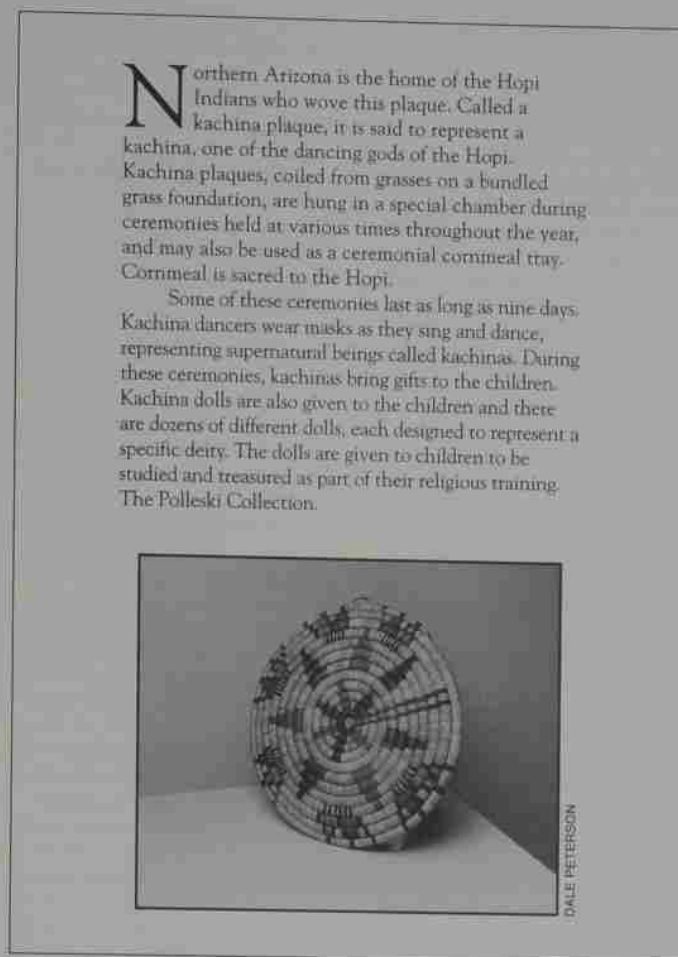 Northern Arizona is the home of the Hopi
Indians who wove this plaque. Called a
kachina plaque, it is said to represent a
kachina, one of the dancing gods of the Hopi.
Kachina plaques, coiled from grasses on a bundled
grass foundation, are hung in a special chamber during
ceremonies held at various times throughout the year,
and may also be used as a ceremonial cornmeal tray.
Cornmeal is sacred to the Hopi.
Some of these ceremonies last as long as nine days.
Kachina dancers wear masks as they sing and dance,
representing supernatural beings called kachinas. During
these ceremonies, kachinas bring gifts to the children.
Kachina dolls are also given to the children and there
are dozens of different dolls, each designed to represent a
specific deity. The dolls are given to children to be
studied and treasured as part of their religious training.
The Polleski Collection.
DALE PETERSON